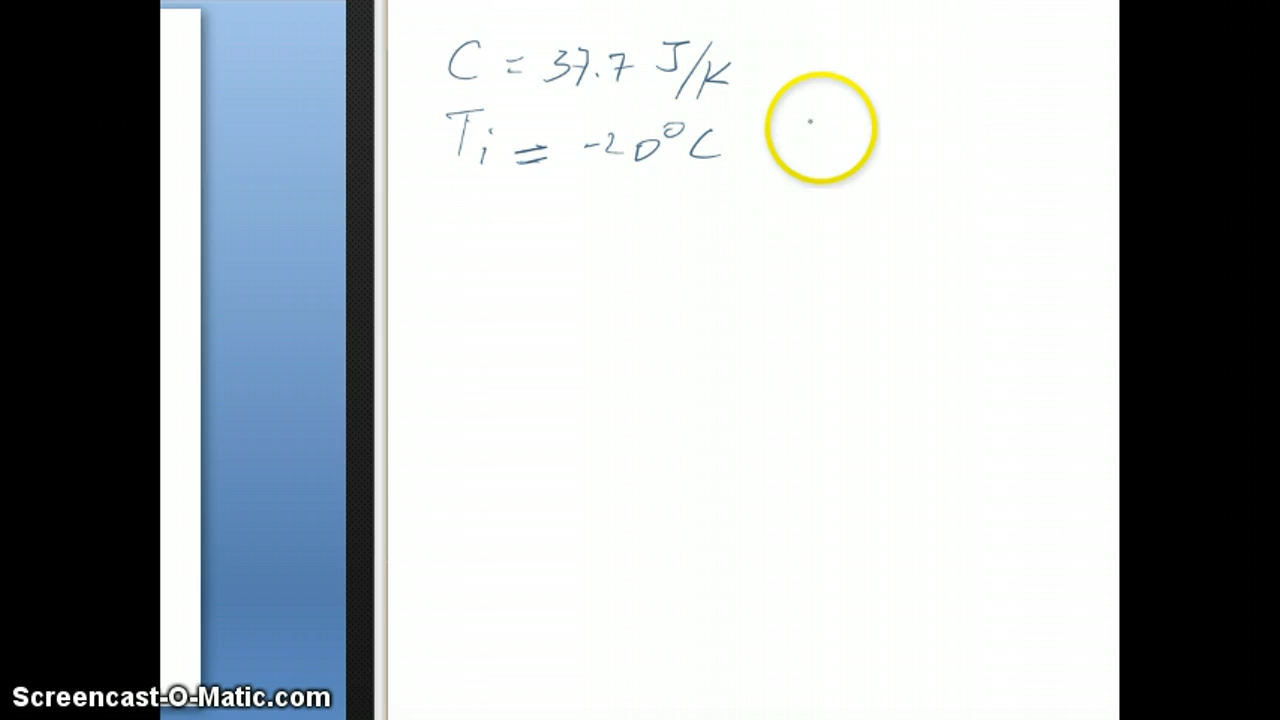 C = 37.7 J/K
Ti = -20°C
Screencast-O-Matic.com